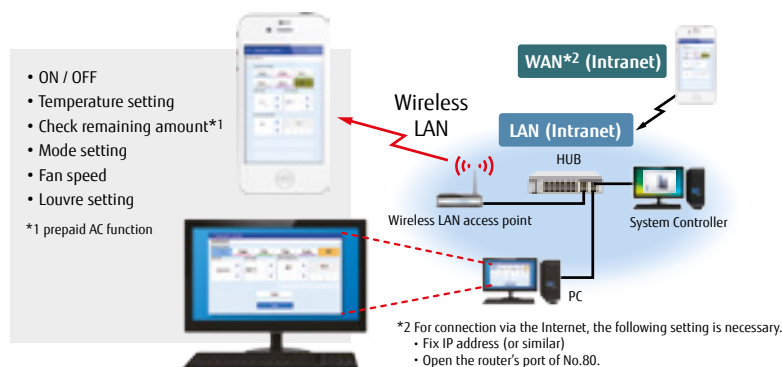 • ON / OFF
• Temperature setting
• Check remaining amount*1
• Mode setting
• Fan speed
• Louvre setting
*1 prepaid AC function
Wireless
LAN
WAN*2 (Intranet)
LAN (Intranet)
HUB
Wireless LAN access point
System Controller
PC
*2 For connection via the Internet, the following setting is necessary.
• Fix IP address (or similar)
• Open the router's port of No.80.